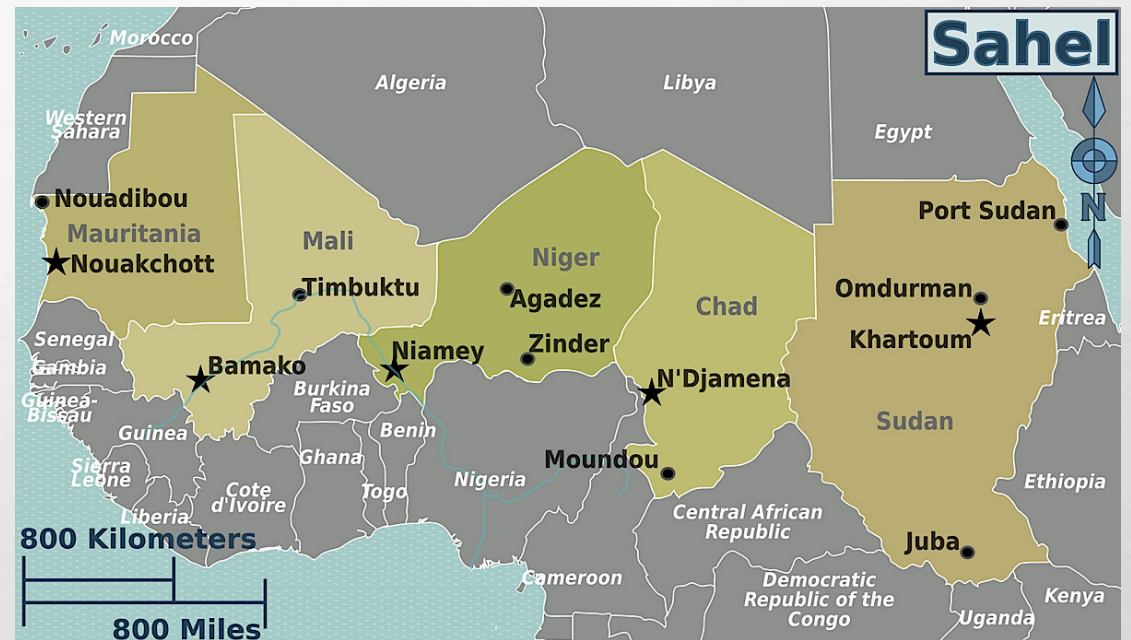 Sahel
Morocco
Algeria
Libya
Western
Sahara
Egypt
Nouadibou
Port Sudan
N
Mauritania
Mali
Niger
Nouakchott
Timbuktu
Agadez
Chad
Omdurman
Khartoum
Eritrea
Senegal
Gambia
Bamako
Niamey
Zinder
N'Djamena
Guinea-
Bissau
Burkina
Faso
Guinea
Benin
Sudan
Ghana
Moundou
Sierra
Leone
Cote
d'Ivoire
Togo
Nigeria
Ethiopia
Liberia
Central African
Republic
800 Kilometers
Juba
Cameroon
Democratic
Republic of the
Congo
Kenya
Uganda
800 Miles